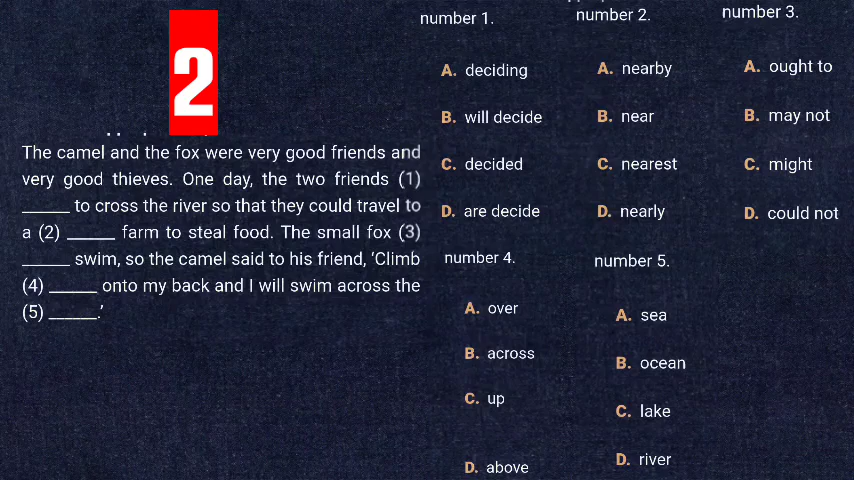 2
The camel and the fox were very good friends and
very good thieves. One day, the two friends (1)
______ to cross the river so that they could travel to
a (2) ______ farm to steal food. The small fox (3)
______ swim, so the camel said to his friend, ‘Climb
(4) ______ onto my back and I will swim across the
(5) ______.’
number 1.
A. deciding
B. will decide
C. decided
D. are decide
number 2.
A. nearby
B. near
C. nearest
D. nearly
number 3.
A. ought to
B. may not
C. might
D. could not
number 4.
A. over
B. across
C. up
D. above
number 5.
A. sea
B. ocean
C. lake
D. river